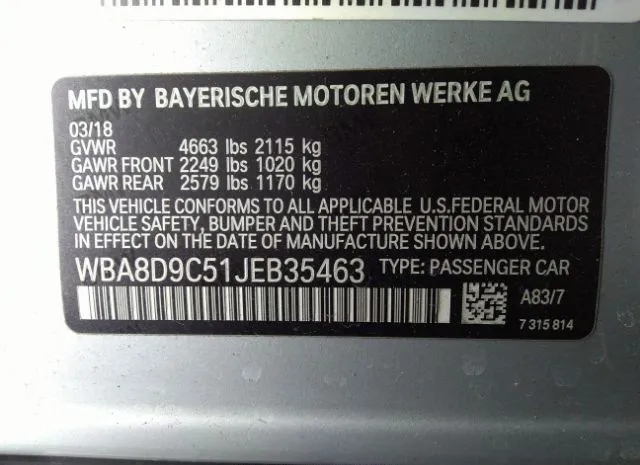 MFD BY BAYERISCHE MOTOREN WERKE AG
03/18
GVWR 4663 lbs 2115 kg
GAWR FRONT 2249 lbs 1020 kg
GAWR REAR 2579 lbs 1170 kg
THIS VEHICLE CONFORMS TO ALL APPLICABLE U.S.FEDERAL MOTOR
VEHICLE SAFETY, BUMPER AND THEFT PREVENTION STANDARDS
IN EFFECT ON THE DATE OF MANUFACTURE SHOWN ABOVE.
WBA8D9C51JEB35463 TYPE: PASSENGER CAR
A83/7
7 315 814